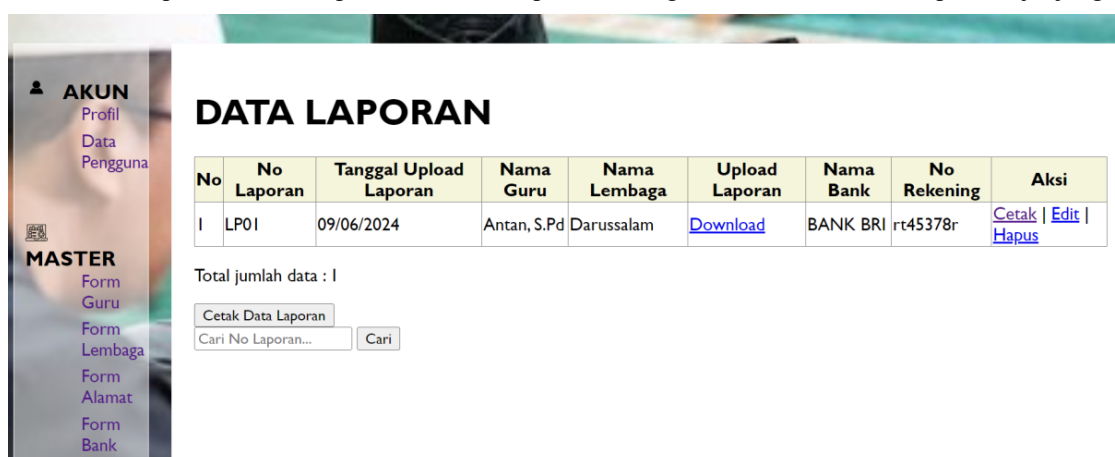 AKUN
Profil
Data
Pengguna
MASTER
Form
Guru
Form
Lembaga
Form
Alamat
Form
Bank
DATA LAPORAN
No | No Laporan | Tanggal Upload Laporan | Nama Guru | Nama Lembaga | Upload Laporan | Nama Bank | No Rekening | Aksi
1 | LP01 | 09/06/2024 | Antan, S.Pd | Darussalam | Download | BANK BRI | rt45378r | Cetak | Edit | Hapus
Total jumlah data : 1
Cetak Data Laporan
Cari No Laporan... Cari